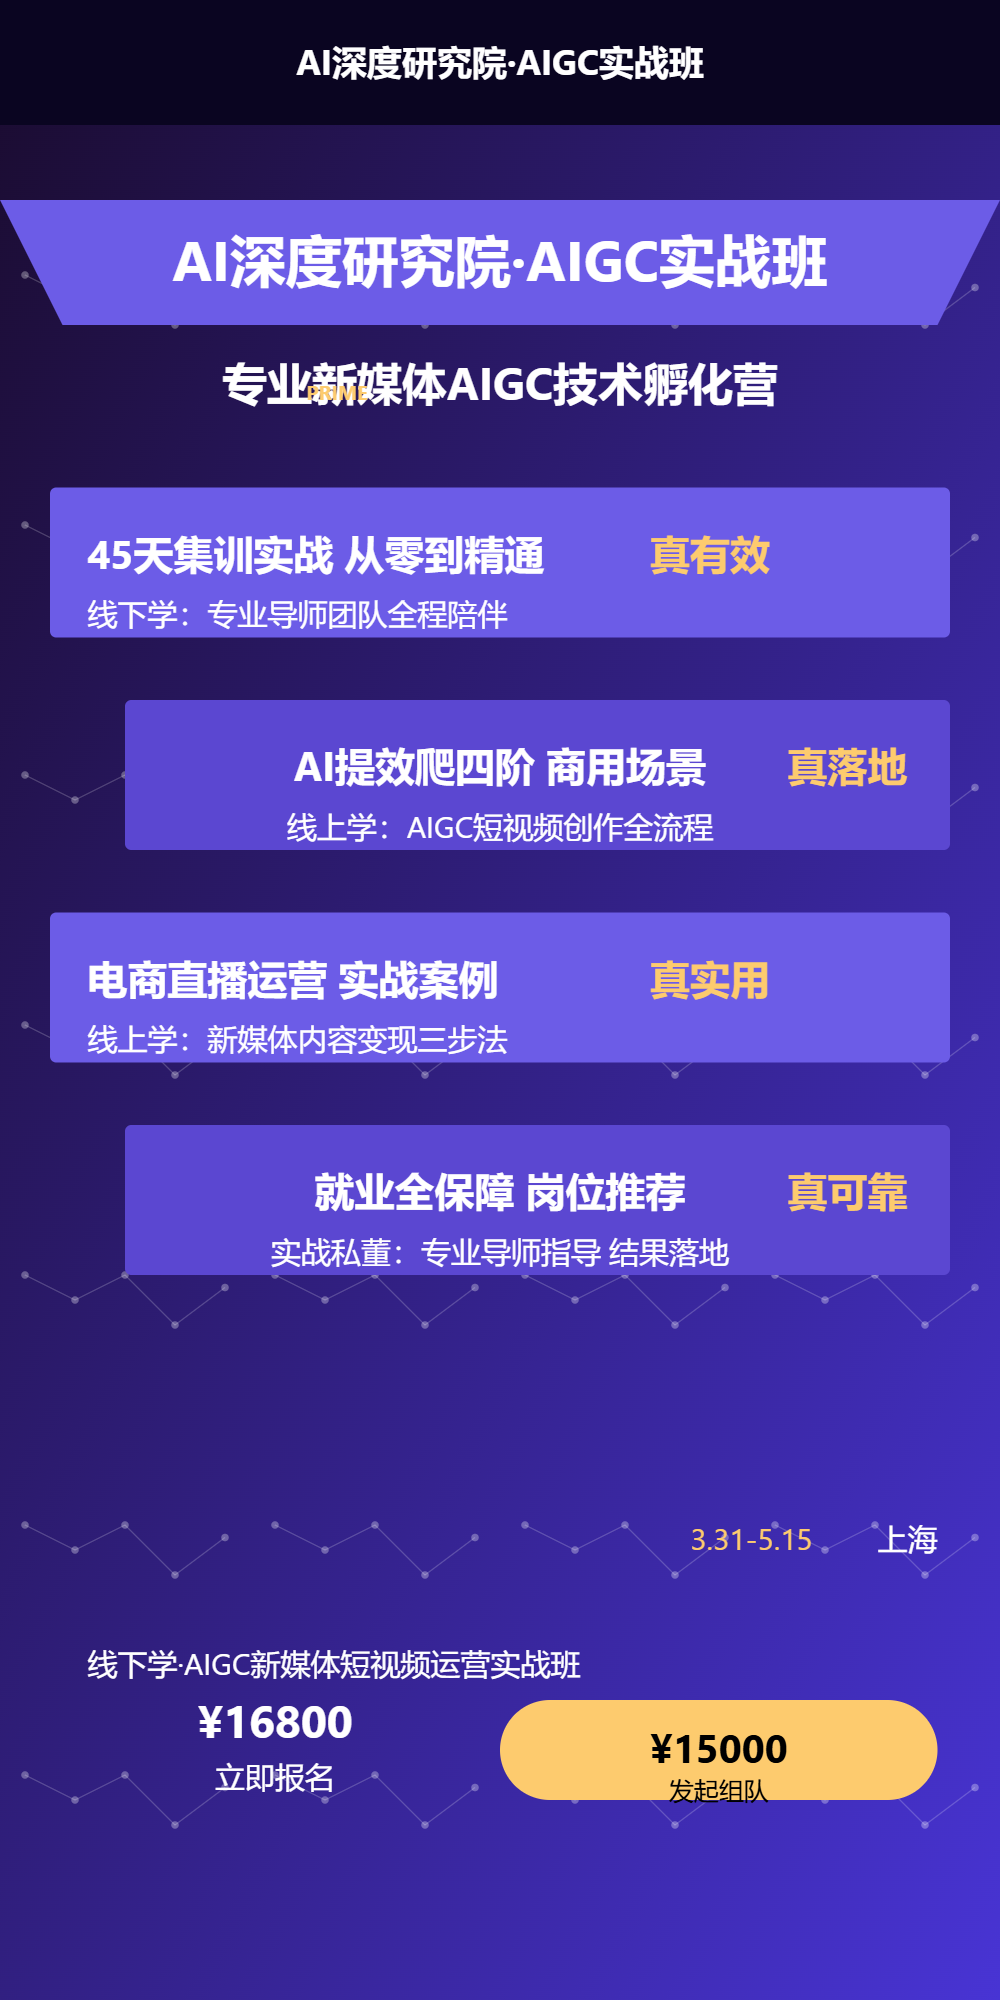 AI深度研究院·AIGC实战班
AI深度研究院·AIGC实战班
专业新媒体AIGC技术孵化营
PRIME
45天集训实战 从零到精通 真有效
线下学：专业导师团队全程陪伴
AI提效爬四阶 商用场景 真落地
线上学：AIGC短视频创作全流程
电商直播运营 实战案例 真实用
线上学：新媒体内容变现三步法
就业全保障 岗位推荐 真可靠
实战私董：专业导师指导 结果落地
3.31-5.15 上海
线下学·AIGC新媒体短视频运营实战班
¥16800
立即报名
¥15000
发起组队